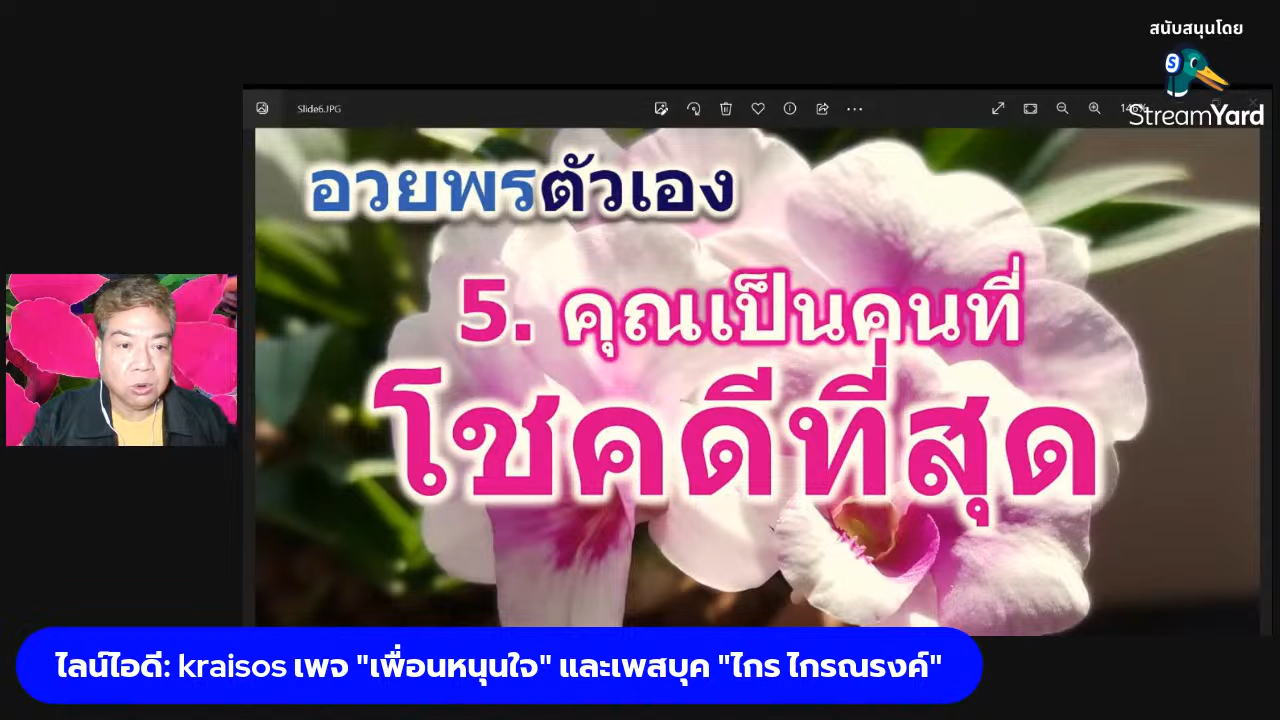 สนับสนุนโดย
StreamYard
Slide6.JPG
อวยพรตัวเอง
5. คุณเป็นคนที่
โชคดีที่สุด
ไลน์ไอดี: kraisos เพจ "เพื่อนหนุนใจ" และเพสบุค "ไกร ไกรณรงค์"